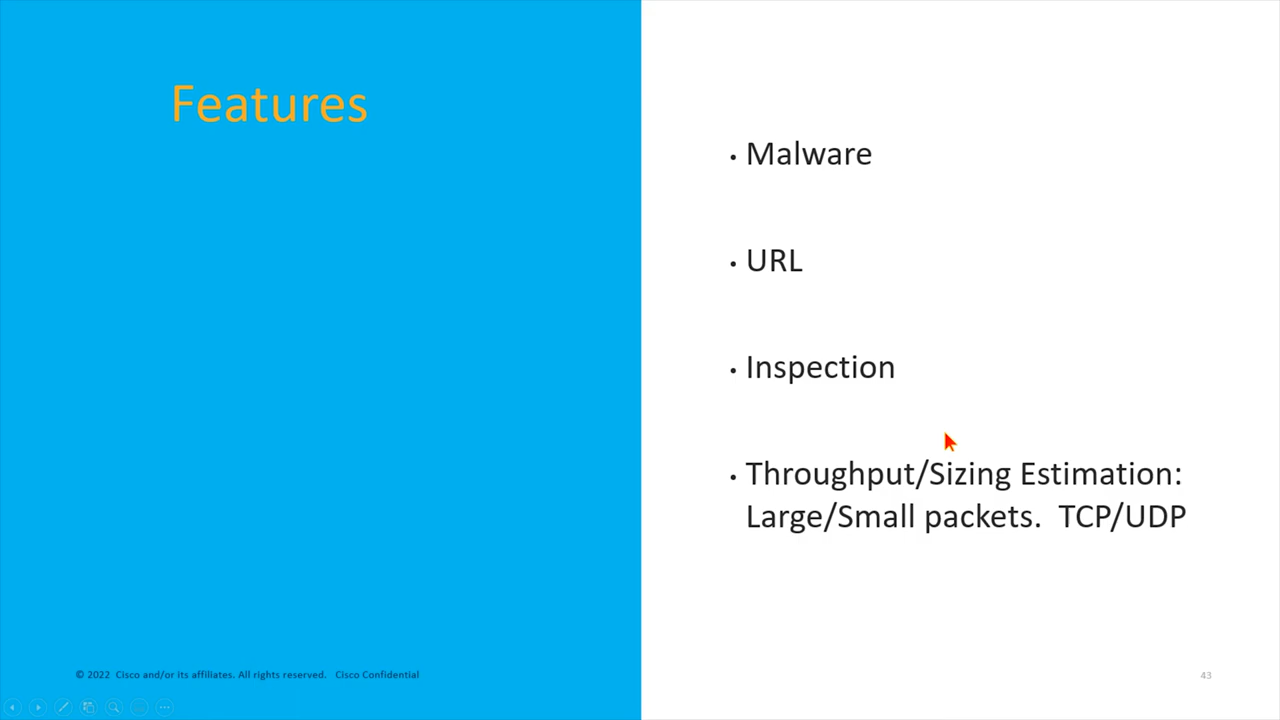 Features
• Malware
• URL
• Inspection
• Throughput/Sizing Estimation:
Large/Small packets.  TCP/UDP
© 2022  Cisco and/or its affiliates. All rights reserved.   Cisco Confidential
43